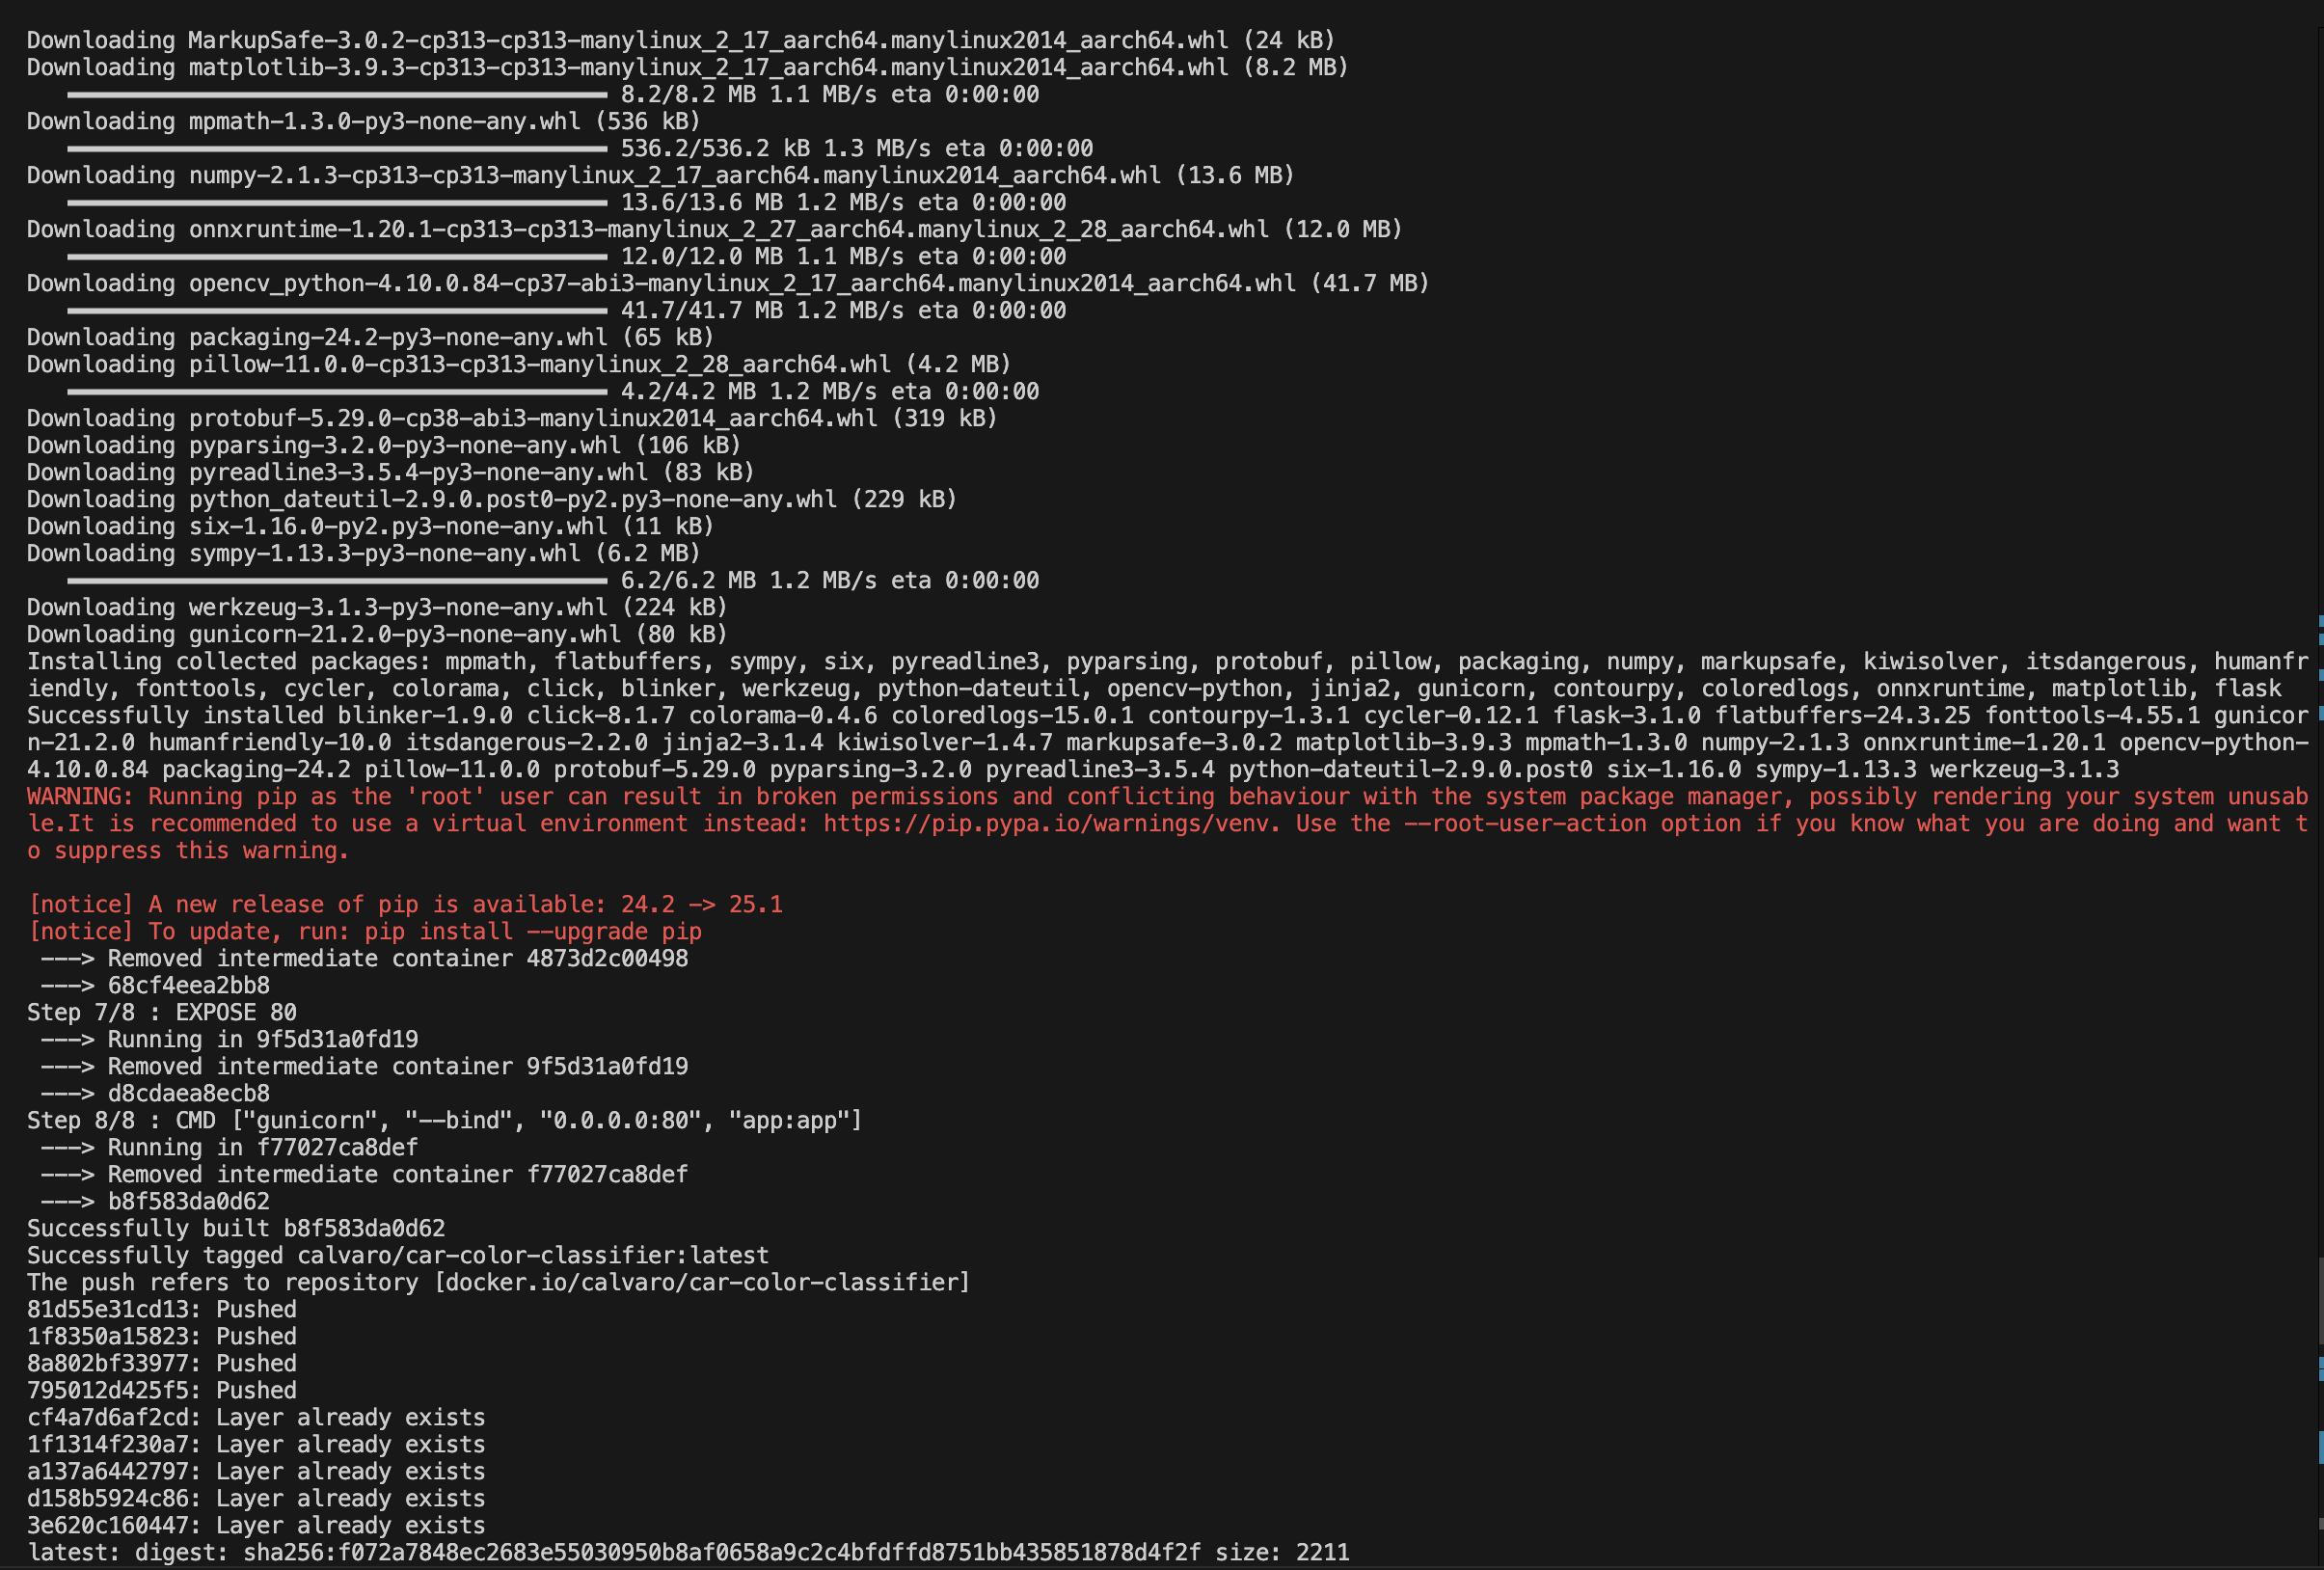 Downloading MarkupSafe-3.0.2-cp313-cp313-manylinux_2_17_aarch64.manylinux2014_aarch64.whl (24 kB)
Downloading matplotlib-3.9.3-cp313-cp313-manylinux_2_17_aarch64.manylinux2014_aarch64.whl (8.2 MB)
8.2/8.2 MB 1.1 MB/s eta 0:00:00
Downloading mpmath-1.3.0-py3-none-any.whl (536 kB)
536.2/536.2 kB 1.3 MB/s eta 0:00:00
Downloading numpy-2.1.3-cp313-cp313-manylinux_2_17_aarch64.manylinux2014_aarch64.whl (13.6 MB)
13.6/13.6 MB 1.2 MB/s eta 0:00:00
Downloading onnxruntime-1.20.1-cp313-cp313-manylinux_2_27_aarch64.manylinux_2_28_aarch64.whl (12.0 MB)
12.0/12.0 MB 1.1 MB/s eta 0:00:00
Downloading opencv_python-4.10.0.84-cp37-abi3-manylinux_2_17_aarch64.manylinux2014_aarch64.whl (41.7 MB)
41.7/41.7 MB 1.2 MB/s eta 0:00:00
Downloading packaging-24.2-py3-none-any.whl (65 kB)
Downloading pillow-11.0.0-cp313-cp313-manylinux_2_28_aarch64.whl (4.2 MB)
4.2/4.2 MB 1.2 MB/s eta 0:00:00
Downloading protobuf-5.29.0-cp38-abi3-manylinux2014_aarch64.whl (319 kB)
Downloading pyparsing-3.2.0-py3-none-any.whl (106 kB)
Downloading pyreadline3-3.5.4-py3-none-any.whl (83 kB)
Downloading python_dateutil-2.9.0.post0-py2.py3-none-any.whl (229 kB)
Downloading six-1.16.0-py2.py3-none-any.whl (11 kB)
Downloading sympy-1.13.3-py3-none-any.whl (6.2 MB)
6.2/6.2 MB 1.2 MB/s eta 0:00:00
Downloading werkzeug-3.1.3-py3-none-any.whl (224 kB)
Downloading gunicorn-21.2.0-py3-none-any.whl (80 kB)
Installing collected packages: mpmath, flatbuffers, sympy, six, pyreadline3, pyparsing, protobuf, pillow, packaging, numpy, markupsafe, kiwisolver, itsdangerous, humanfr
iendly, fonttools, cycler, colorama, click, blinker, werkzeug, python-dateutil, opencv-python, jinja2, gunicorn, contourpy, coloredlogs, onnxruntime, matplotlib, flask
Successfully installed blinker-1.9.0 click-8.1.7 colorama-0.4.6 coloredlogs-15.0.1 contourpy-1.3.1 cycler-0.12.1 flask-3.1.0 flatbuffers-24.3.25 fonttools-4.55.1 gunicor
n-21.2.0 humanfriendly-10.0 itsdangerous-2.2.0 jinja2-3.1.4 kiwisolver-1.4.7 markupsafe-3.0.2 matplotlib-3.9.3 mpmath-1.3.0 numpy-2.1.3 onnxruntime-1.20.1 opencv-python-
4.10.0.84 packaging-24.2 pillow-11.0.0 protobuf-5.29.0 pyparsing-3.2.0 pyreadline3-3.5.4 python-dateutil-2.9.0.post0 six-1.16.0 sympy-1.13.3 werkzeug-3.1.3
WARNING: Running pip as the 'root' user can result in broken permissions and conflicting behaviour with the system package manager, possibly rendering your system unusab
le.It is recommended to use a virtual environment instead: https://pip.pypa.io/warnings/venv. Use the --root-user-action option if you know what you are doing and want t
o suppress this warning.
[notice] A new release of pip is available: 24.2 -> 25.1
[notice] To update, run: pip install --upgrade pip
---> Removed intermediate container 4873d2c00498
---> 68cf4eea2bb8
Step 7/8 : EXPOSE 80
---> Running in 9f5d31a0fd19
---> Removed intermediate container 9f5d31a0fd19
---> d8cdaea8ecb8
Step 8/8 : CMD ["gunicorn", "--bind", "0.0.0.0:80", "app:app"]
---> Running in f77027ca8def
---> Removed intermediate container f77027ca8def
---> b8f583da0d62
Successfully built b8f583da0d62
Successfully tagged calvaro/car-color-classifier:latest
The push refers to repository [docker.io/calvaro/car-color-classifier]
81d55e31cd13: Pushed
1f8350a15823: Pushed
8a802bf33977: Pushed
795012d425f5: Pushed
cf4a7d6af2cd: Layer already exists
1f1314f230a7: Layer already exists
a137a6442797: Layer already exists
d158b5924c86: Layer already exists
3e620c160447: Layer already exists
latest: digest: sha256:f072a7848ec2683e55030950b8af0658a9c2c4bfdffd8751bb435851878d4f2f size: 2211